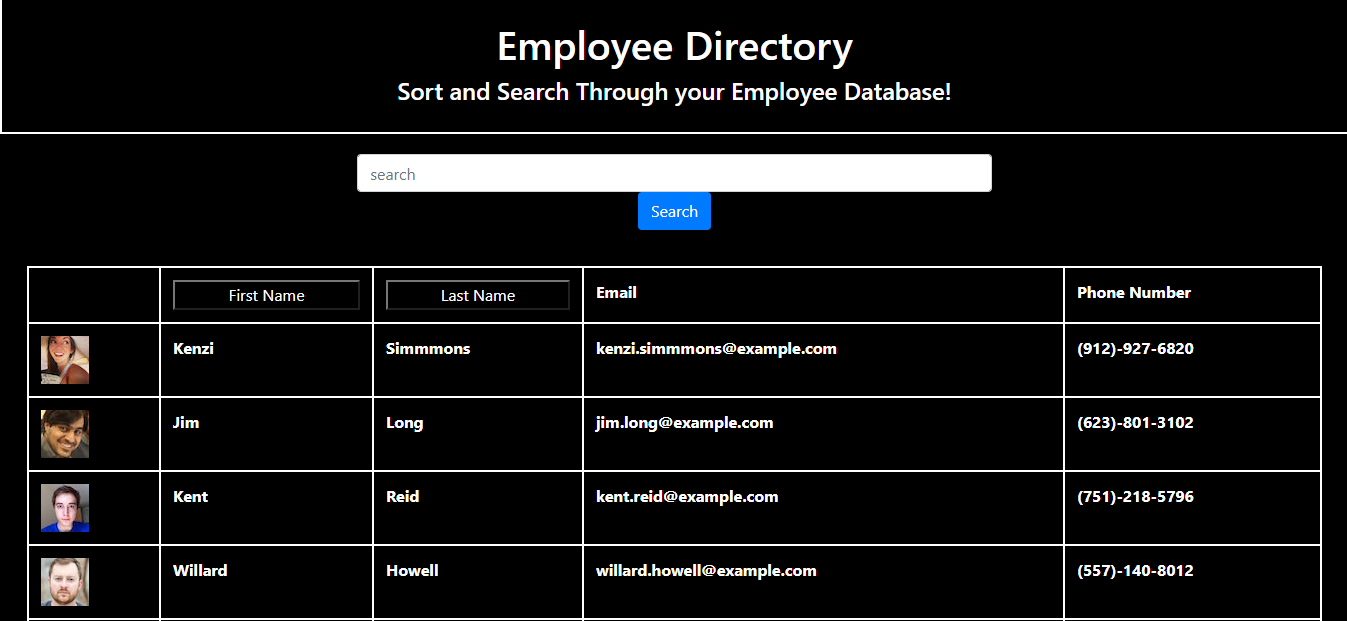 Employee Directory
Sort and Search Through your Employee Database!
search
Search
First Name Last Name Email Phone Number
Kenzi Simmmons kenzi.simmmons@example.com (912)-927-6820
Jim Long jim.long@example.com (623)-801-3102
Kent Reid kent.reid@example.com (751)-218-5796
Willard Howell willard.howell@example.com (557)-140-8012